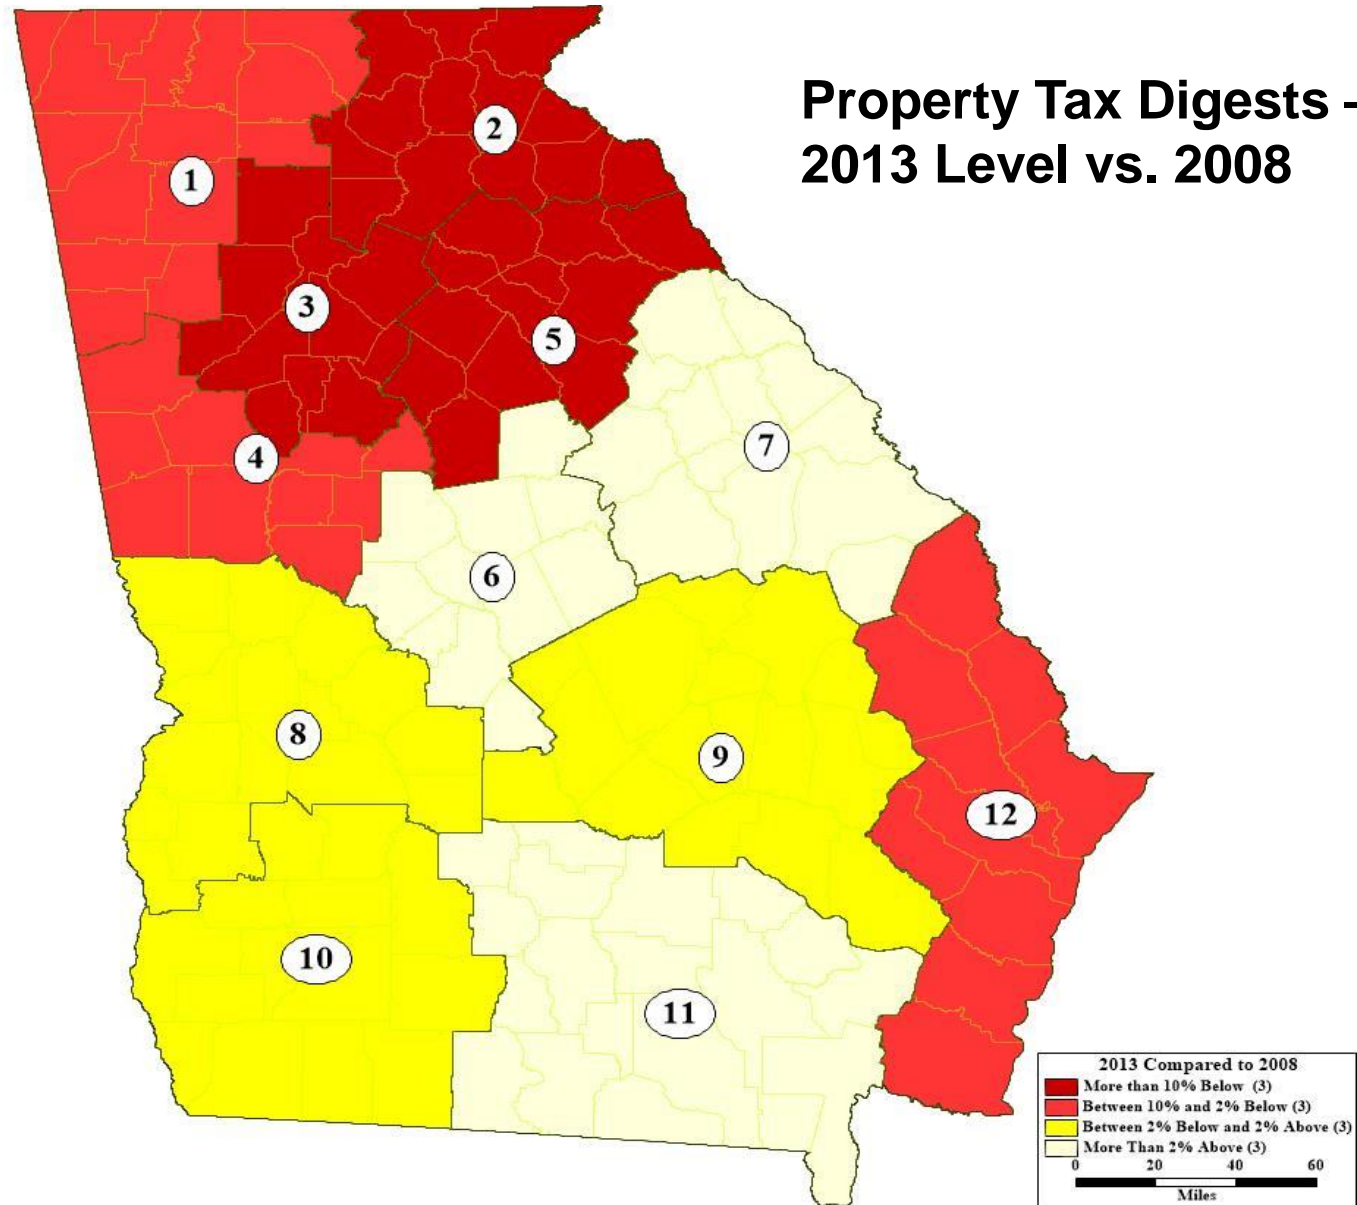 Property Tax Digests -
2013 Level vs. 2008
2
1
3
5
4
7
6
8
9
12
10
11
2013 Compared to 2008
More than 10% Below (3)
Between 10% and 2% Below (3)
Between 2% Below and 2% Above (3)
More Than 2% Above (3)
0 20 40 60
Miles